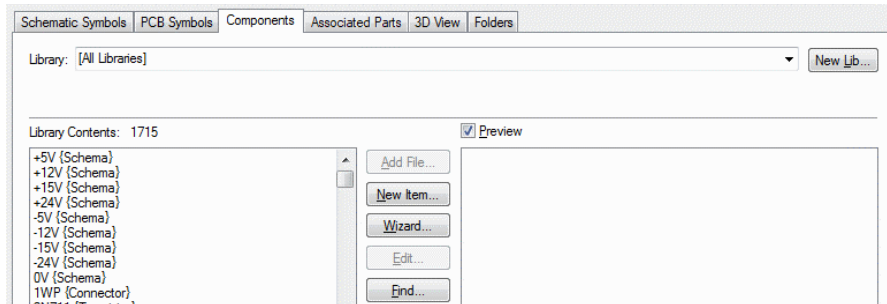 Schematic Symbols PCB Symbols Components Associated Parts 3D View Folders
Library: [All Libraries] New Lib...
Library Contents: 1715 Preview
+5V {Schema}
+12V {Schema}
+15V {Schema}
+24V {Schema}
-5V {Schema}
-12V {Schema}
-15V {Schema}
-24V {Schema}
0V {Schema}
1WP {Connector}
Add File...
New Item...
Wizard...
Edit...
Find...